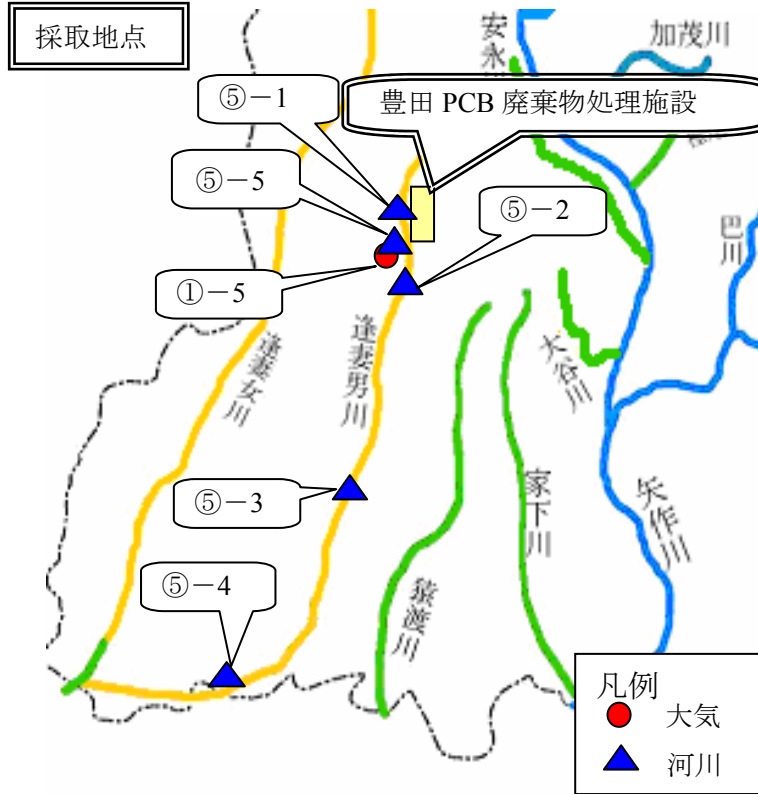 採取地点
安永
加茂川
⑤－1
豊田 PCB 廃棄物処理施設
⑤－5
⑤－2
巴川
①－5
逢妻女川
逢妻男川
大谷川
⑤－3
家下川
矢作川
⑤－4
猿渡川
凡例
大気
河川